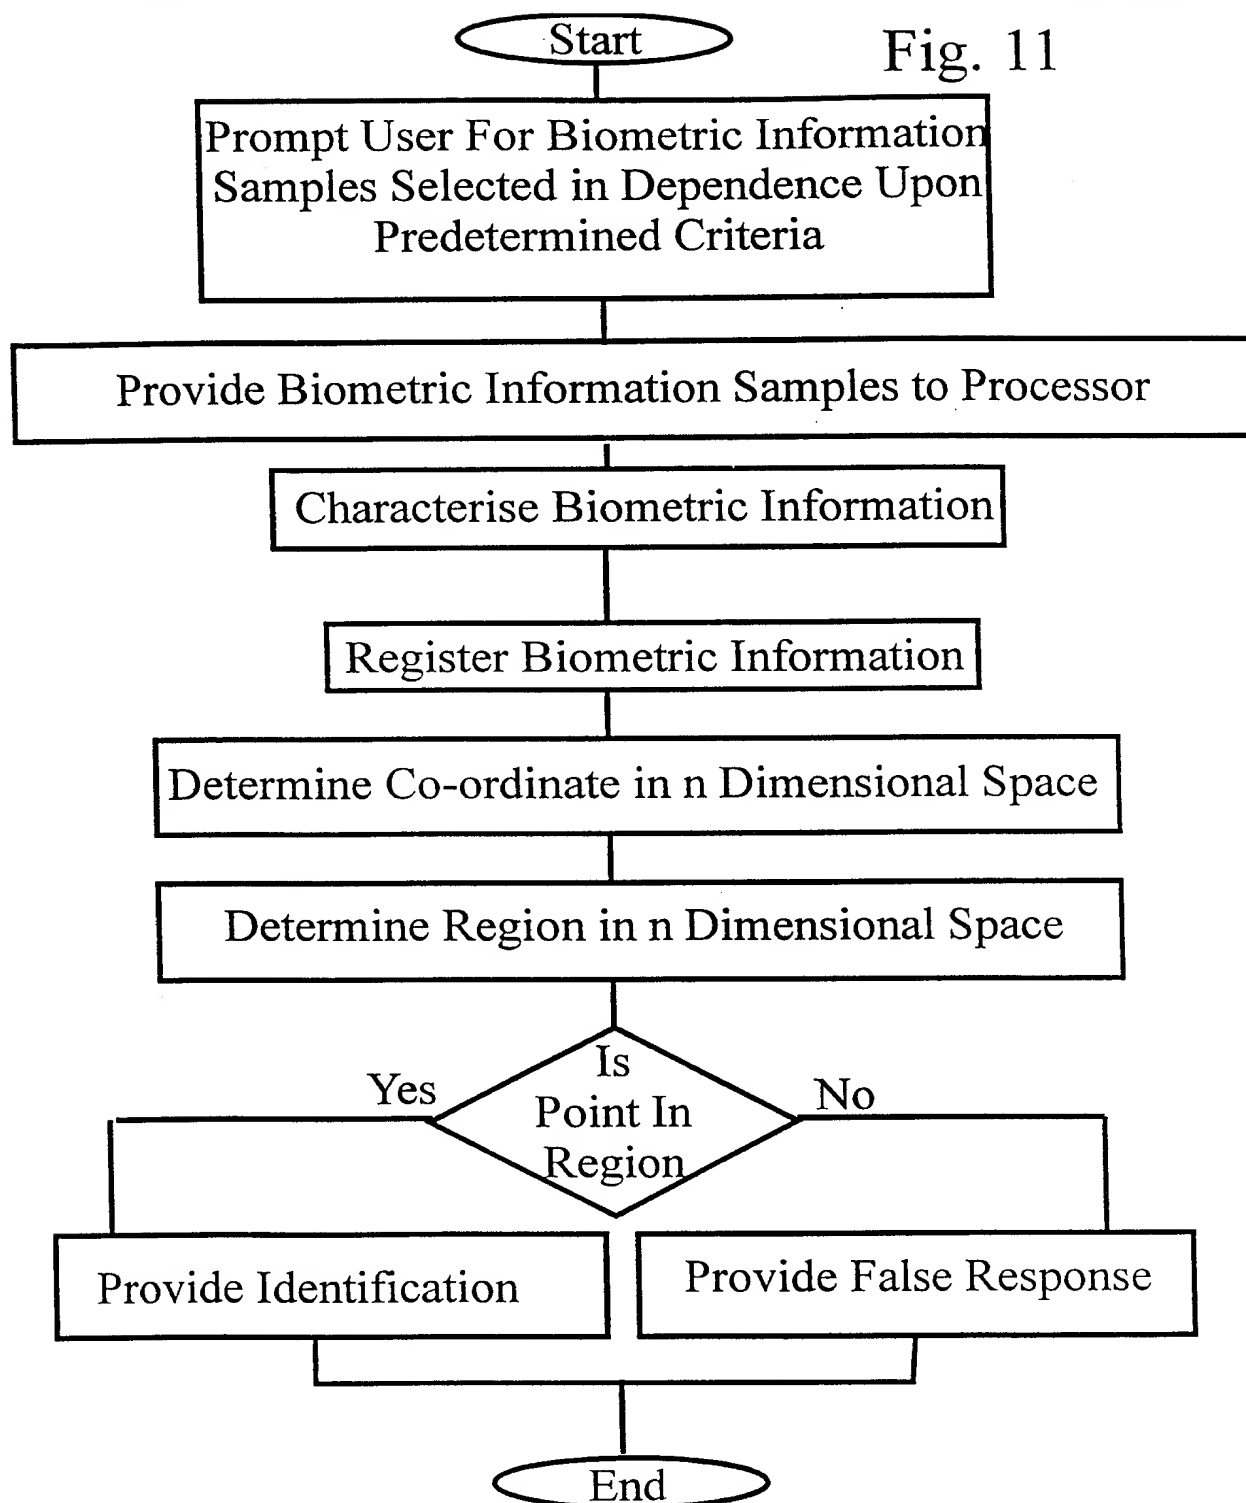 Start
Fig. 11
Prompt User For Biometric Information
Samples Selected in Dependence Upon
Predetermined Criteria
Provide Biometric Information Samples to Processor
Characterise Biometric Information
Register Biometric Information
Determine Co-ordinate in n Dimensional Space
Determine Region in n Dimensional Space
Is
Point In
Region
Yes
No
Provide Identification
Provide False Response
End